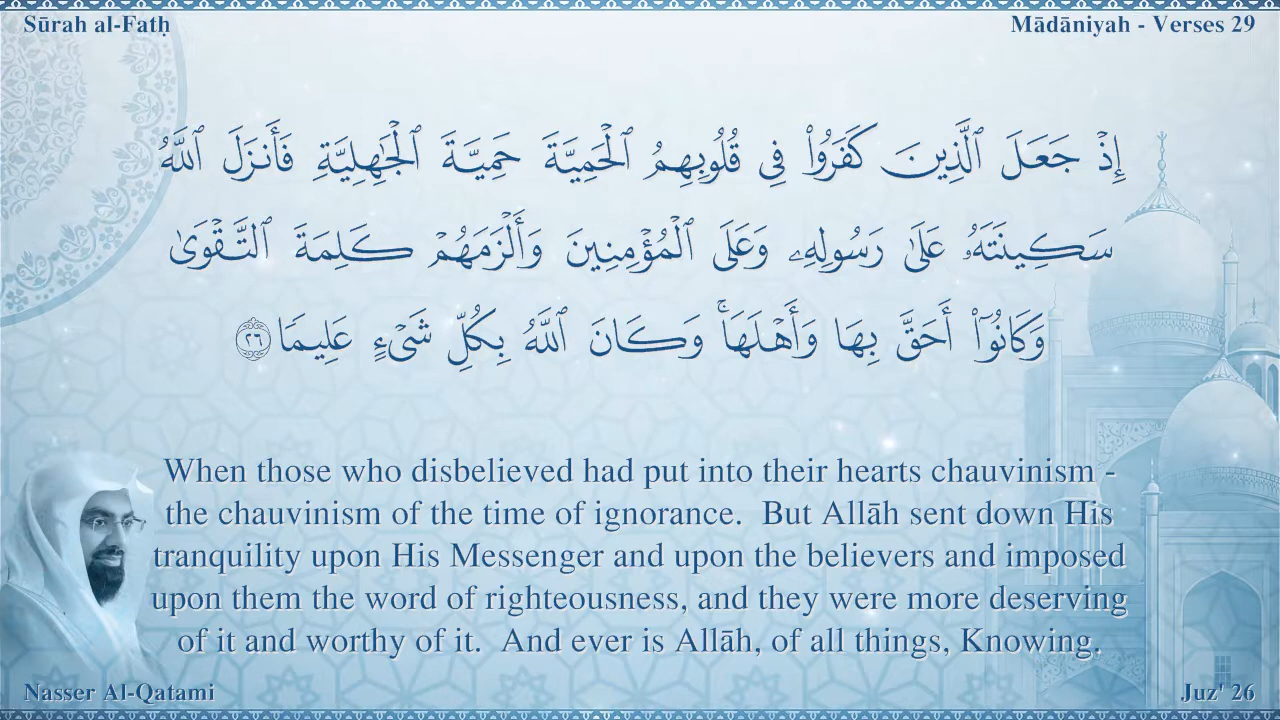 Sūrah al-Fatḥ
Mādāniyah - Verses 29
إِذْ جَعَلَ ٱلَّذِينَ كَفَرُوا۟ فِى قُلُوبِهِمُ ٱلْحَمِيَّةَ حَمِيَّةَ ٱلْجَـٰهِلِيَّةِ فَأَنزَلَ ٱللَّهُ
سَكِينَتَهُۥ عَلَىٰ رَسُولِهِۦ وَعَلَى ٱلْمُؤْمِنِينَ وَأَلْزَمَهُمْ كَلِمَةَ ٱلتَّقْوَىٰ
وَكَانُوٓا۟ أَحَقَّ بِهَا وَأَهْلَهَا ۚ وَكَانَ ٱللَّهُ بِكُلِّ شَىْءٍ عَلِيمًا ٢٦
When those who disbelieved had put into their hearts chauvinism -
the chauvinism of the time of ignorance.  But Allāh sent down His
tranquility upon His Messenger and upon the believers and imposed
upon them the word of righteousness, and they were more deserving
of it and worthy of it.  And ever is Allāh, of all things, Knowing.
Nasser Al-Qatami
Juz' 26